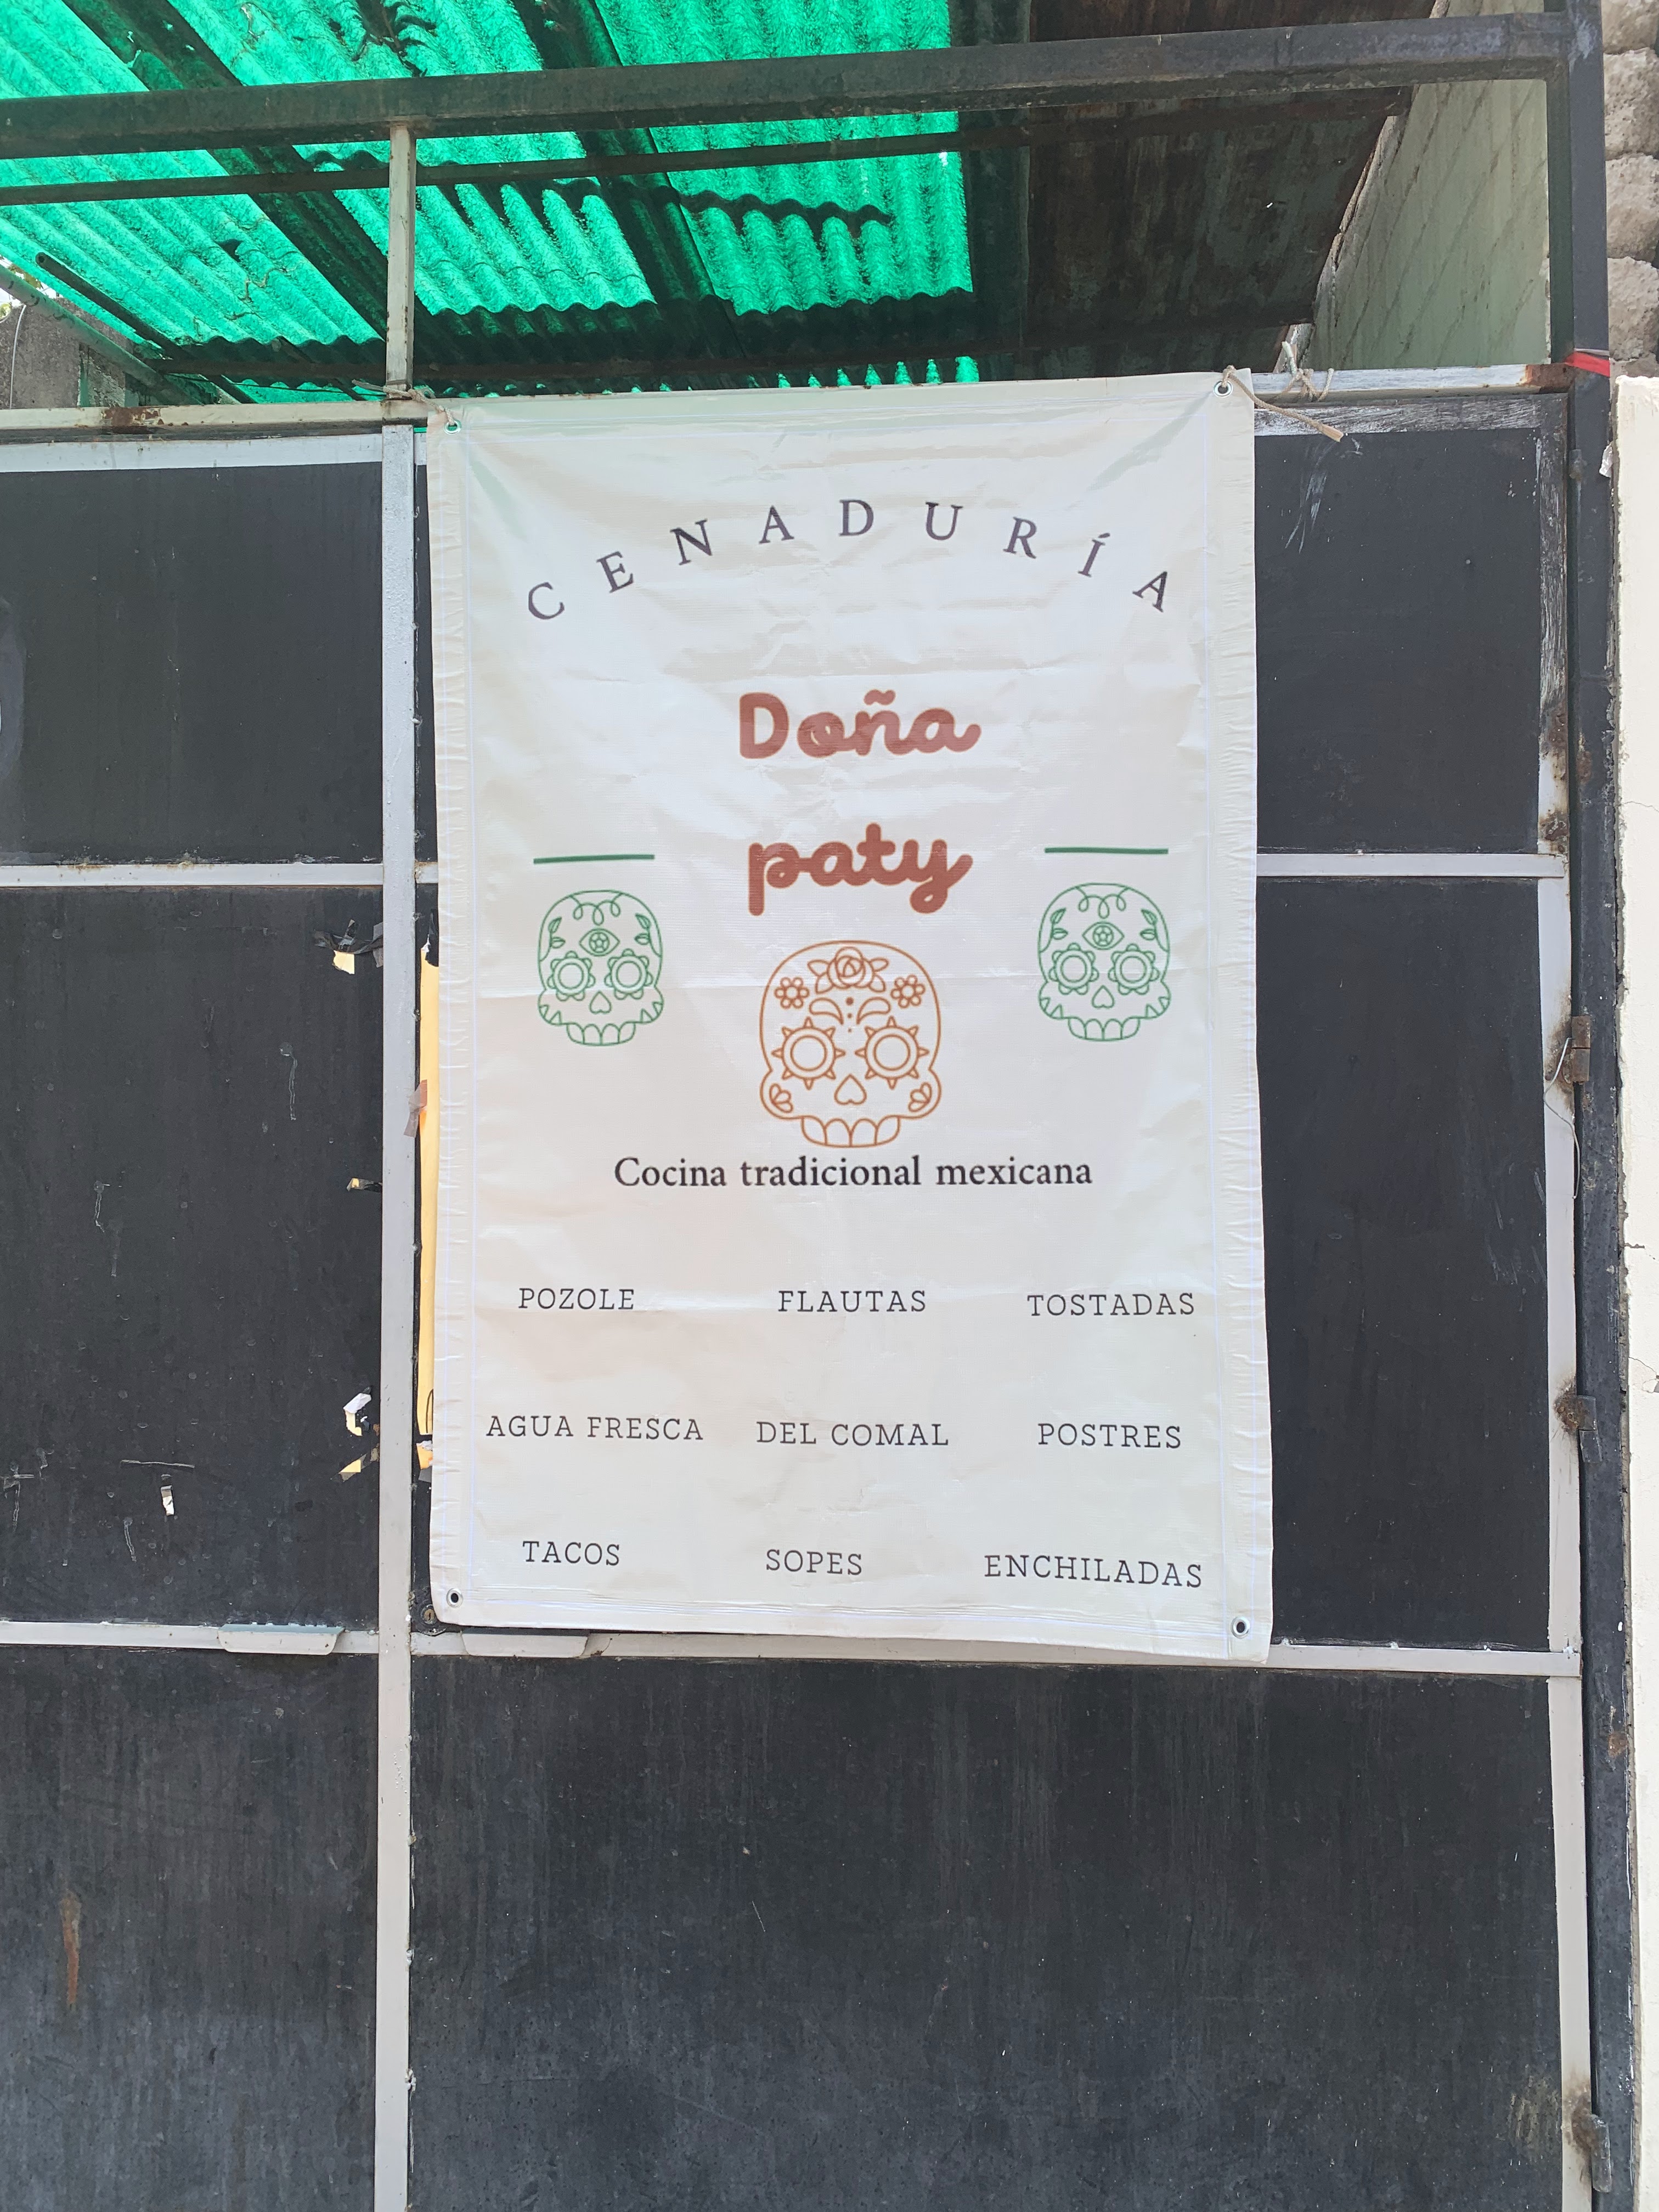 CENADURÍA
Doña
paty
Cocina tradicional mexicana
POZOLE FLAUTAS TOSTADAS
AGUA FRESCA DEL COMAL POSTRES
TACOS SOPES ENCHILADAS